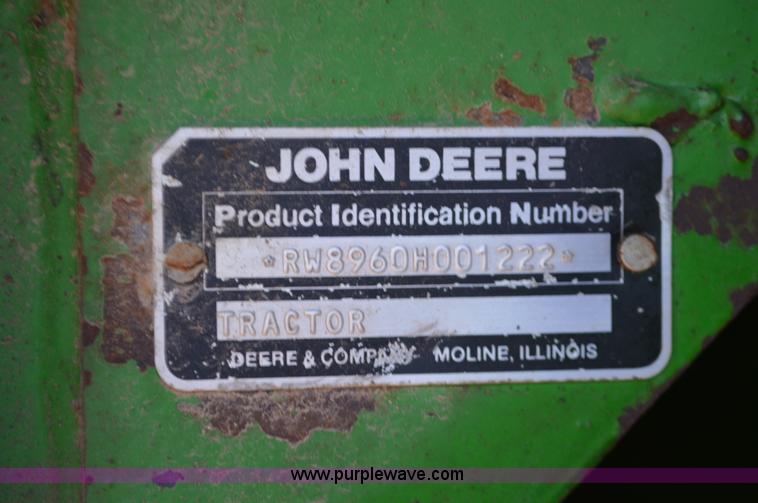 JOHN DEERE
Product Identification Number
*RW8960H001222*
TRACTOR
DEERE & COMPANY MOLINE, ILLINOIS
www.purplewave.com